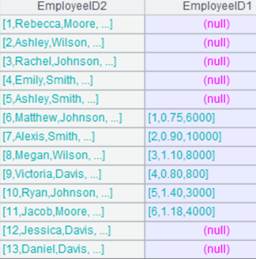 EmployeeID2 EmployeeID1
[1,Rebecca,Moore, ...] (null)
[2,Ashley,Wilson, ...] (null)
[3,Rachel,Johnson, ...] (null)
[4,Emily,Smith, ...] (null)
[5,Ashley,Smith, ...] (null)
[6,Matthew,Johnson, ...] [1,0.75,6000]
[7,Alexis,Smith, ...] [2,0.90,10000]
[8,Megan,Wilson, ...] [3,1.10,8000]
[9,Victoria,Davis, ...] [4,0.80,800]
[10,Ryan,Johnson, ...] [5,1.40,3000]
[11,Jacob,Moore, ...] [6,1.18,4000]
[12,Jessica,Davis, ...] (null)
[13,Daniel,Davis, ...] (null)